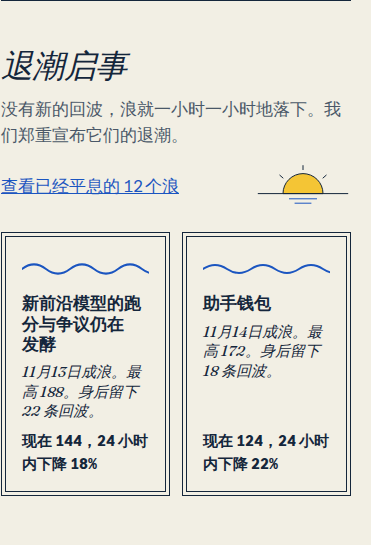 退潮启事
没有新的回波，浪就一小时一小时地落下。我
们郑重宣布它们的退潮。
查看已经平息的 12 个浪
新前沿模型的跑
分与争议仍在
发酵
11月13日成浪。最
高 188。身后留下
22 条回波。
现在 144，24 小时
内下降 18%
助手钱包
11月14日成浪。最
高 172。身后留下
18 条回波。
现在 124，24 小时
内下降 22%